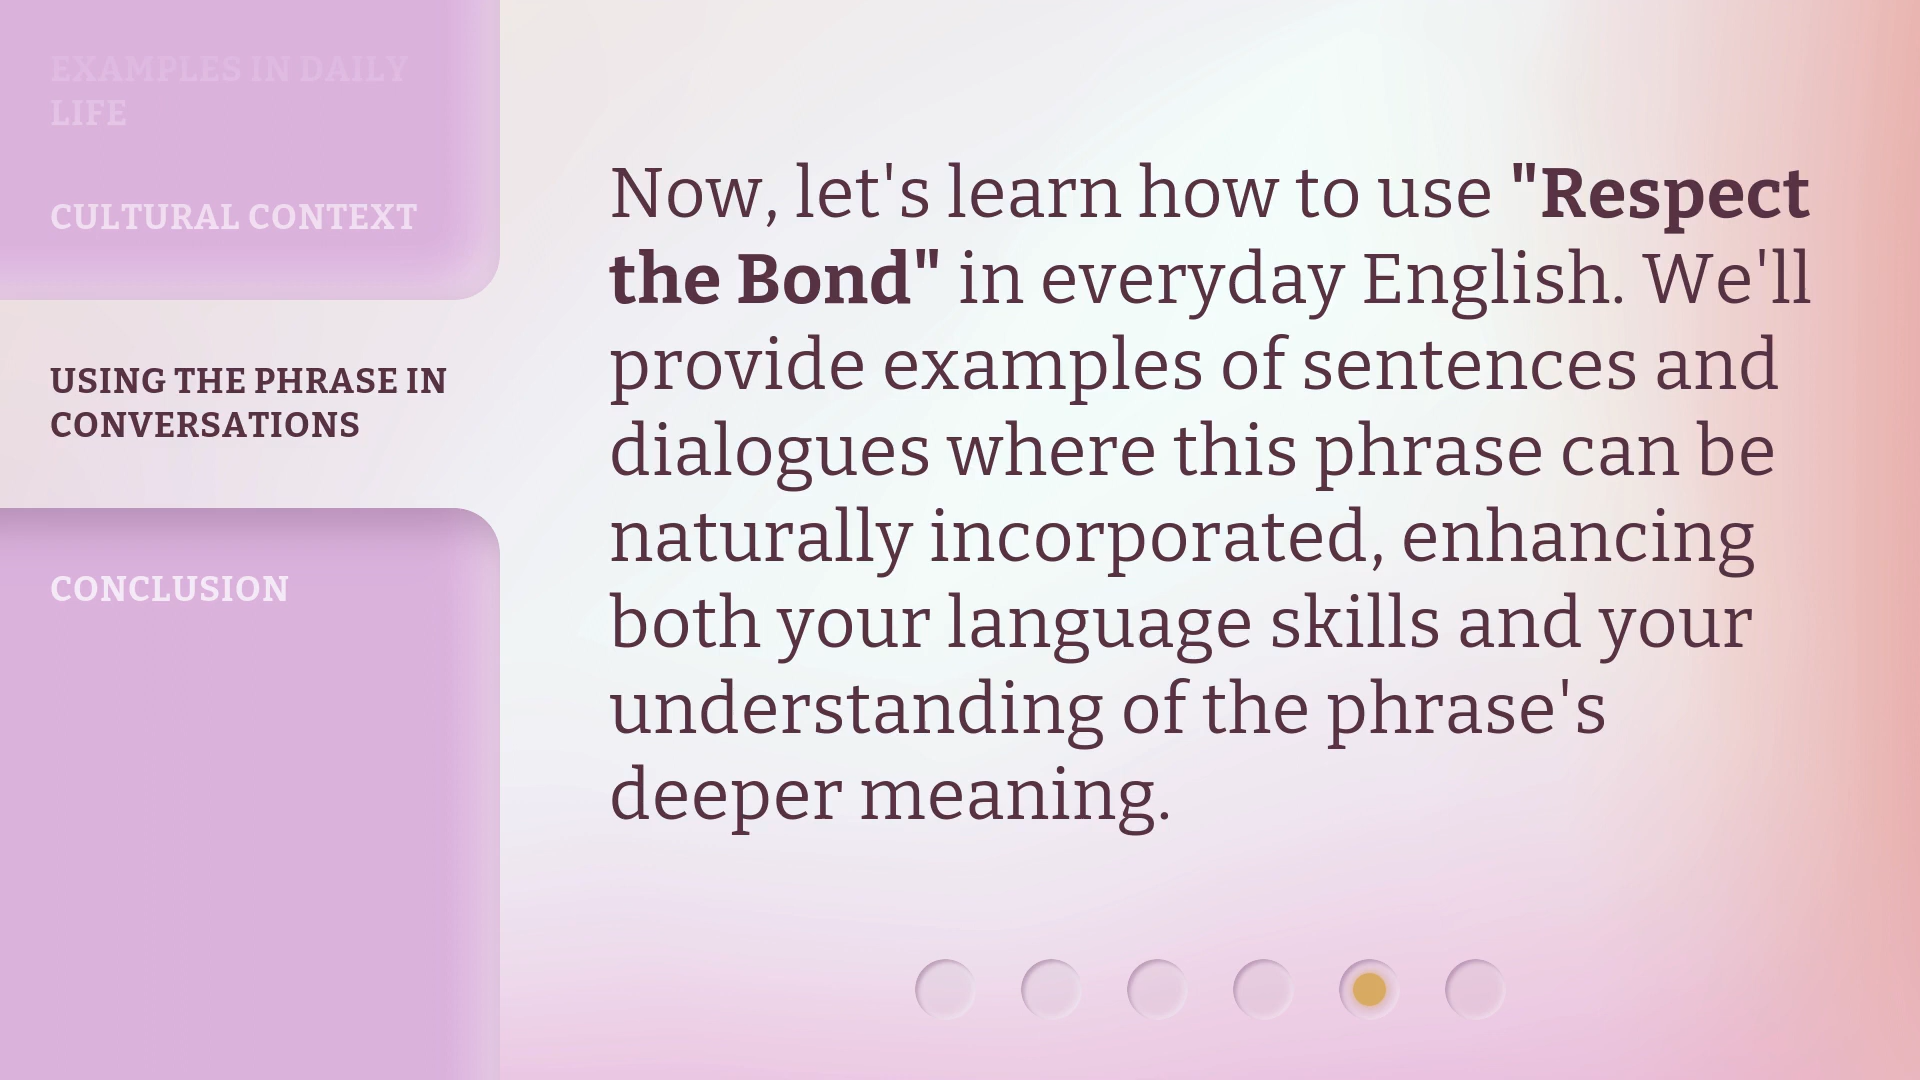 EXAMPLES IN DAILY
LIFE
CULTURAL CONTEXT
USING THE PHRASE IN
CONVERSATIONS
CONCLUSION
Now, let's learn how to use "Respect
the Bond" in everyday English. We'll
provide examples of sentences and
dialogues where this phrase can be
naturally incorporated, enhancing
both your language skills and your
understanding of the phrase's
deeper meaning.